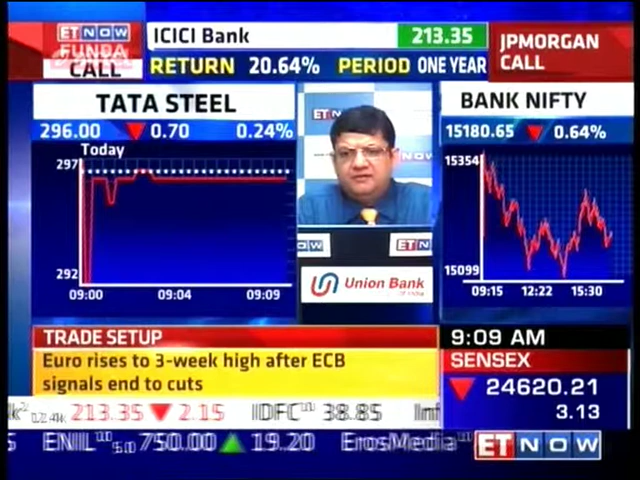 ET NOW
FUNDA
CALL
ICICI Bank 213.35
RETURN 20.64% PERIOD ONE YEAR
JPMORGAN
CALL
TATA STEEL
296.00 0.70 0.24%
Today
297
292
09:00 09:04 09:09
ET
NOW
OW
ET N
Union Bank
of India
BANK NIFTY
15180.65 0.64%
15354
15099
09:15 12:22 15:30
TRADE SETUP
Euro rises to 3-week high after ECB
signals end to cuts
9:09 AM
SENSEX
24620.21
3.13
213.35 2.15 IDFC 38.85
ENIL 750.00 19.20 ErosMedia
ET NOW